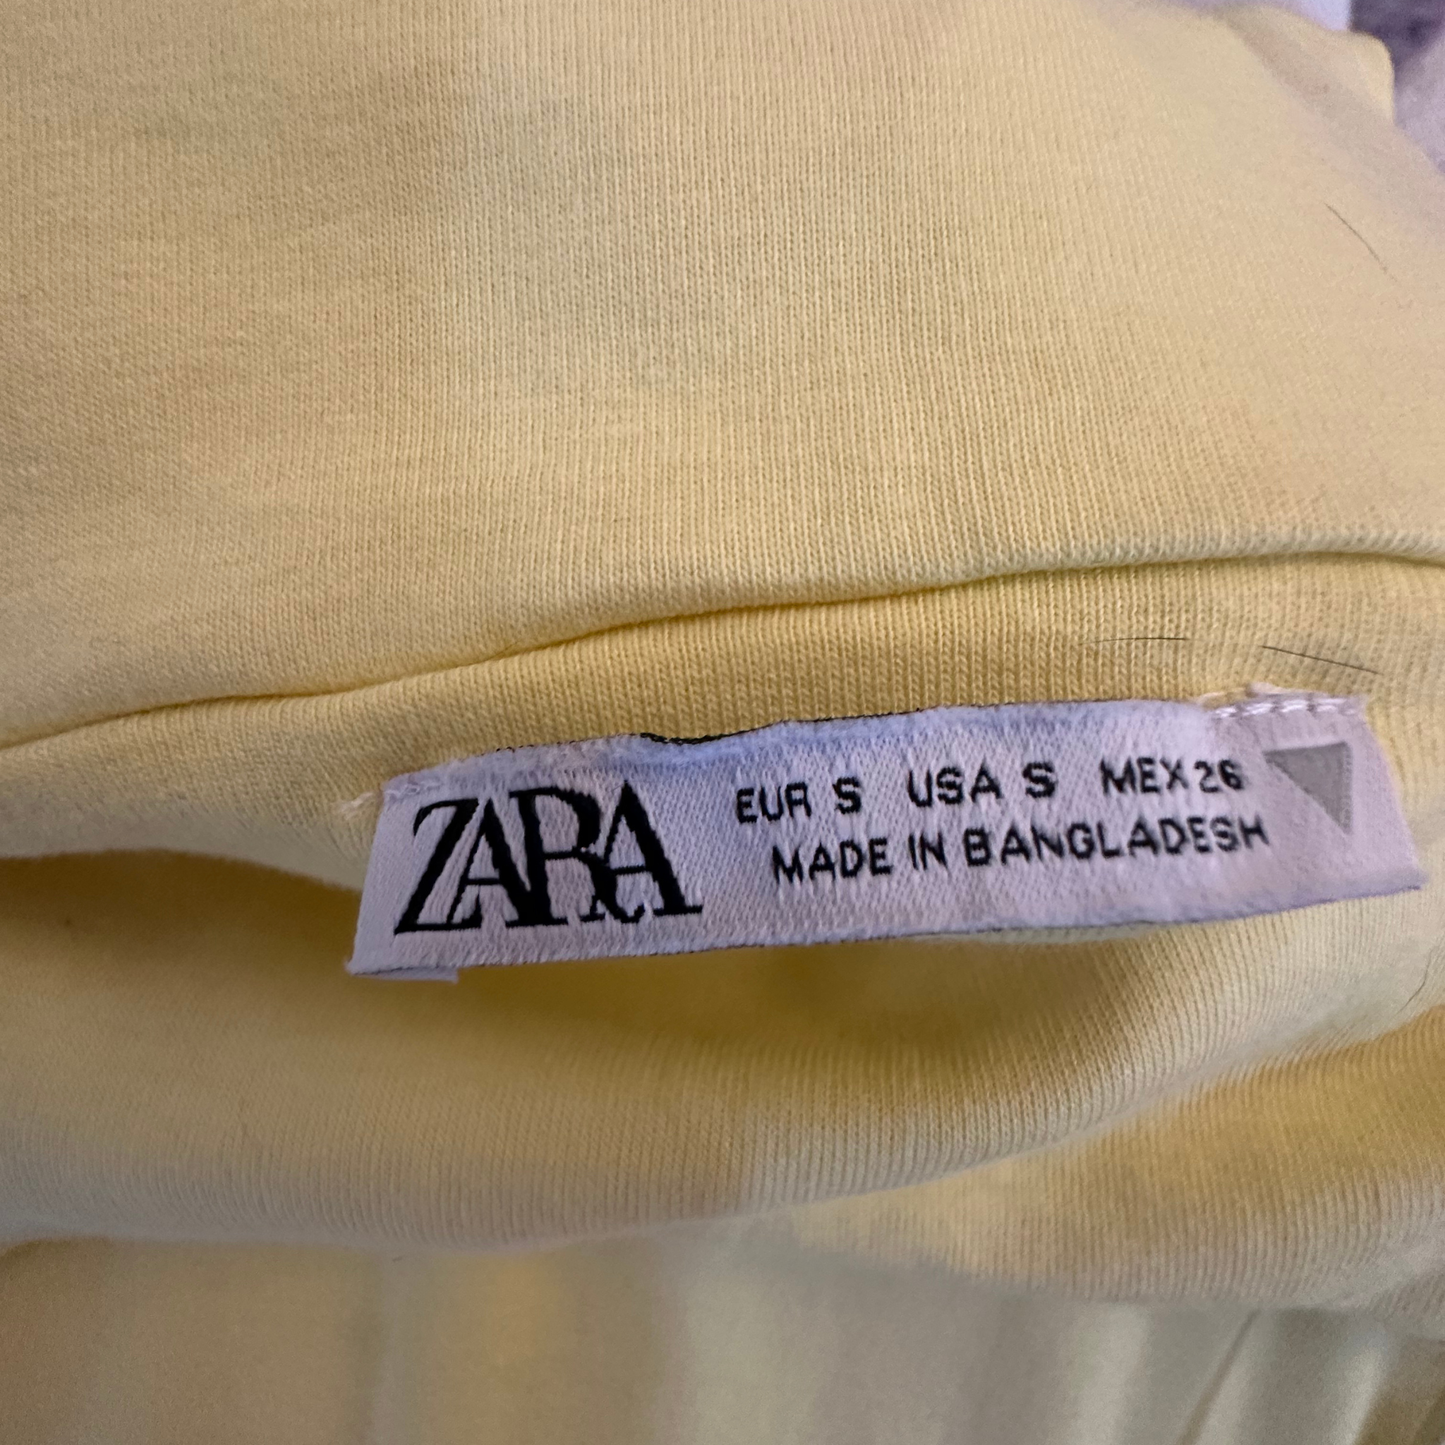 ZARA
EUR S USA S MEX 26
MADE IN BANGLADESH